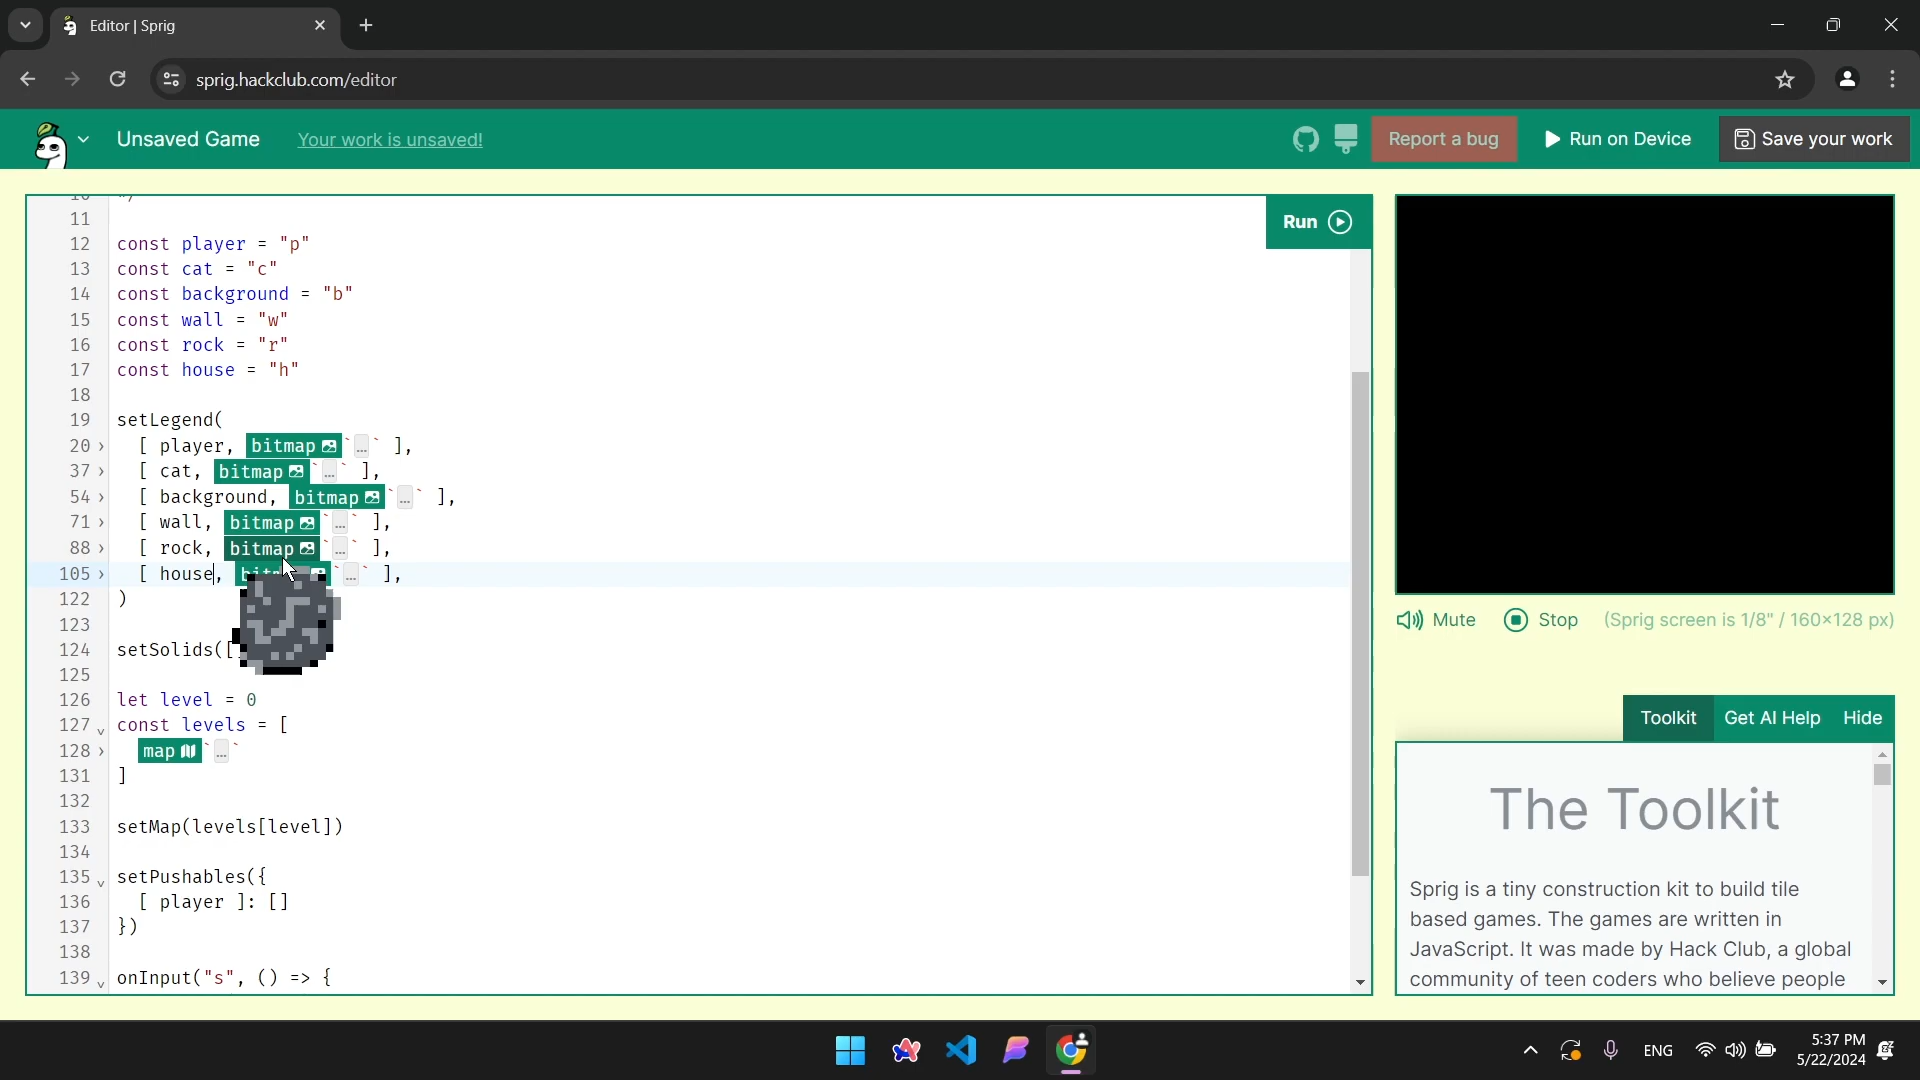 Editor | Sprig
sprig.hackclub.com/editor
Unsaved Game
Your work is unsaved!
Report a bug
Run on Device
Save your work
Run
11
12 const player = "p"
13 const cat = "c"
14 const background = "b"
15 const wall = "w"
16 const rock = "r"
17 const house = "h"
18
19 setLegend(
20 [ player, bitmap`…` ],
37 [ cat, bitmap`…` ],
54 [ background, bitmap`…` ],
71 [ wall, bitmap`…` ],
88 [ rock, bitmap`…` ],
105 [ house, `…` ],
122 )
123
124 setSolids([
125
126 let level = 0
127 const levels = [
128 map`…`
131 ]
132
133 setMap(levels[level])
134
135 setPushables({
136 [ player ]: []
137 })
138
139 onInput("s", () => {
Mute
Stop
(Sprig screen is 1/8" / 160×128 px)
Toolkit
Get AI Help
Hide
The Toolkit
Sprig is a tiny construction kit to build tile
based games. The games are written in
JavaScript. It was made by Hack Club, a global
community of teen coders who believe people
ENG
5:37 PM
5/22/2024